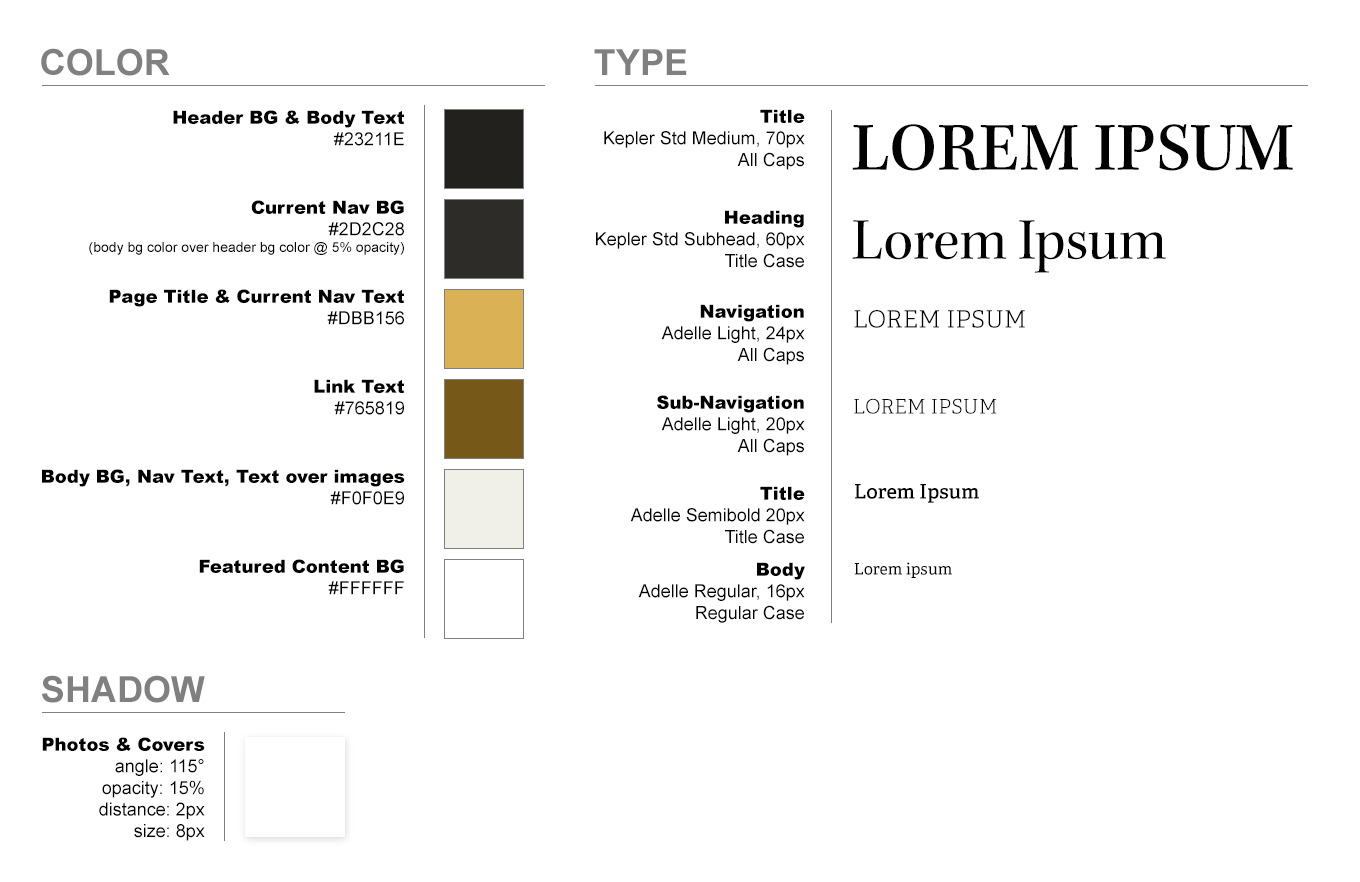 COLOR
Header BG & Body Text
#23211E
Current Nav BG
#2D2C28
(body bg color over header bg color @ 5% opacity)
Page Title & Current Nav Text
#DBB156
Link Text
#765819
Body BG, Nav Text, Text over images
#F0F0E9
Featured Content BG
#FFFFFF
TYPE
Title
Kepler Std Medium, 70px
All Caps
LOREM IPSUM
Heading
Kepler Std Subhead, 60px
Title Case
Lorem Ipsum
Navigation
Adelle Light, 24px
All Caps
LOREM IPSUM
Sub-Navigation
Adelle Light, 20px
All Caps
LOREM IPSUM
Title
Adelle Semibold 20px
Title Case
Lorem Ipsum
Body
Adelle Regular, 16px
Regular Case
Lorem ipsum
SHADOW
Photos & Covers
angle: 115°
opacity: 15%
distance: 2px
size: 8px